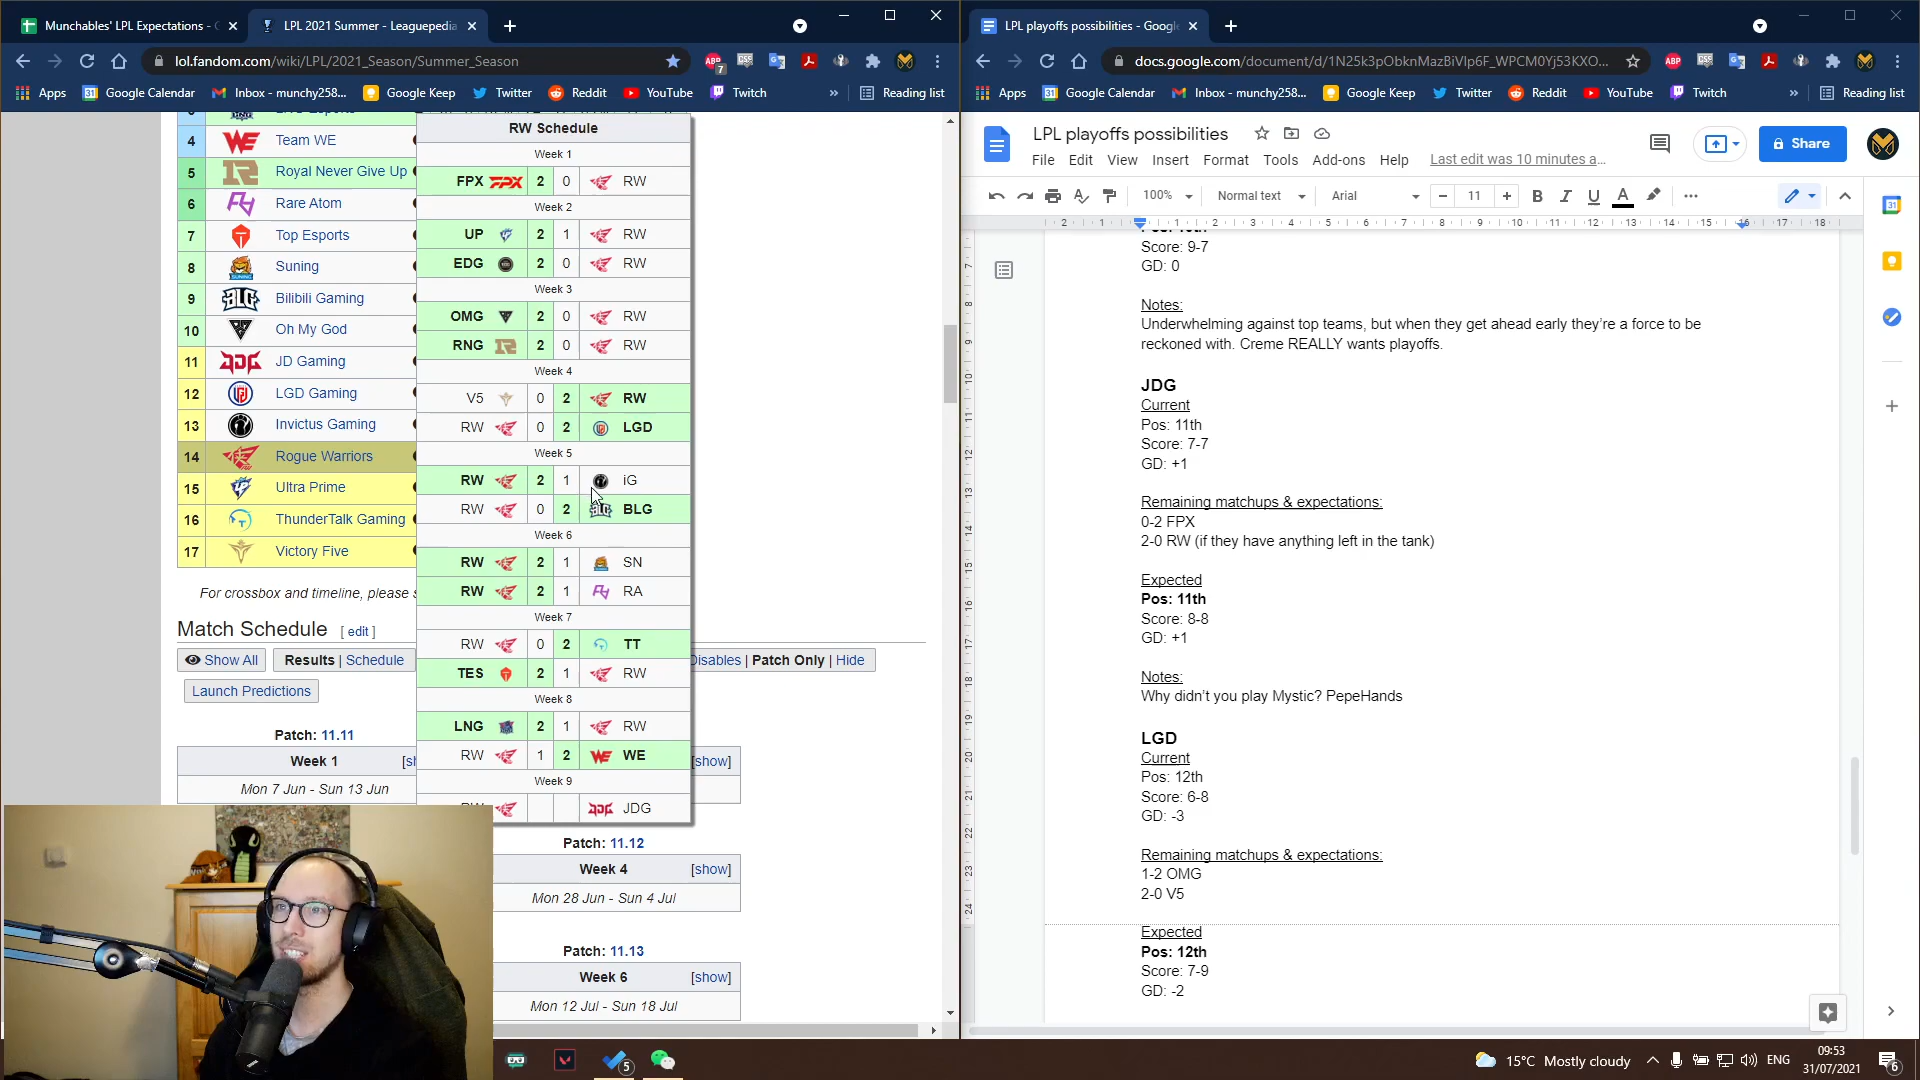 Munchables' LPL Expectations - G
LPL 2021 Summer - Leaguepedia
lol.fandom.com/wiki/LPL/2021_Season/Summer_Season
Apps
Google Calendar
Inbox - munchy258...
Google Keep
Twitter
Reddit
YouTube
Twitch
»
Reading list
4 Team WE
5 Royal Never Give Up
6 Rare Atom
7 Top Esports
8 Suning
9 Bilibili Gaming
10 Oh My God
11 JD Gaming
12 LGD Gaming
13 Invictus Gaming
14 Rogue Warriors
15 Ultra Prime
16 ThunderTalk Gaming
17 Victory Five
For crossbox and timeline, please
Match Schedule [ edit ]
Show All
Results | Schedule
Disables | Patch Only | Hide
Launch Predictions
Patch: 11.11
Week 1
[show]
Mon 7 Jun - Sun 13 Jun
Patch: 11.12
Week 4 [show]
Mon 28 Jun - Sun 4 Jul
Patch: 11.13
Week 6 [show]
Mon 12 Jul - Sun 18 Jul
RW Schedule
Week 1
FPX 2 0 RW
Week 2
UP 2 1 RW
EDG 2 0 RW
Week 3
OMG 2 0 RW
RNG 2 0 RW
Week 4
V5 0 2 RW
RW 0 2 LGD
Week 5
RW 2 1 iG
RW 0 2 BLG
Week 6
RW 2 1 SN
RW 2 1 RA
Week 7
RW 0 2 TT
TES 2 1 RW
Week 8
LNG 2 1 RW
RW 1 2 WE
Week 9
RW JDG
LPL playoffs possibilities - Google
docs.google.com/document/d/1N25k3pObknMazBiVlp6F_WPCM0Yj53KXO...
Apps
Google Calendar
Inbox - munchy258...
Google Keep
Twitter
Reddit
YouTube
Twitch
»
Reading list
LPL playoffs possibilities
File Edit View Insert Format Tools Add-ons Help Last edit was 10 minutes a...
Share
100% Normal text Arial 11 B I U A
Pos: 10th
Score: 9-7
GD: 0
Notes:
Underwhelming against top teams, but when they get ahead early they're a force to be
reckoned with. Creme REALLY wants playoffs.
JDG
Current
Pos: 11th
Score: 7-7
GD: +1
Remaining matchups & expectations:
0-2 FPX
2-0 RW (if they have anything left in the tank)
Expected
Pos: 11th
Score: 8-8
GD: +1
Notes:
Why didn't you play Mystic? PepeHands
LGD
Current
Pos: 12th
Score: 6-8
GD: -3
Remaining matchups & expectations:
1-2 OMG
2-0 V5
Expected
Pos: 12th
Score: 7-9
GD: -2
15°C Mostly cloudy
ENG
09:53
31/07/2021